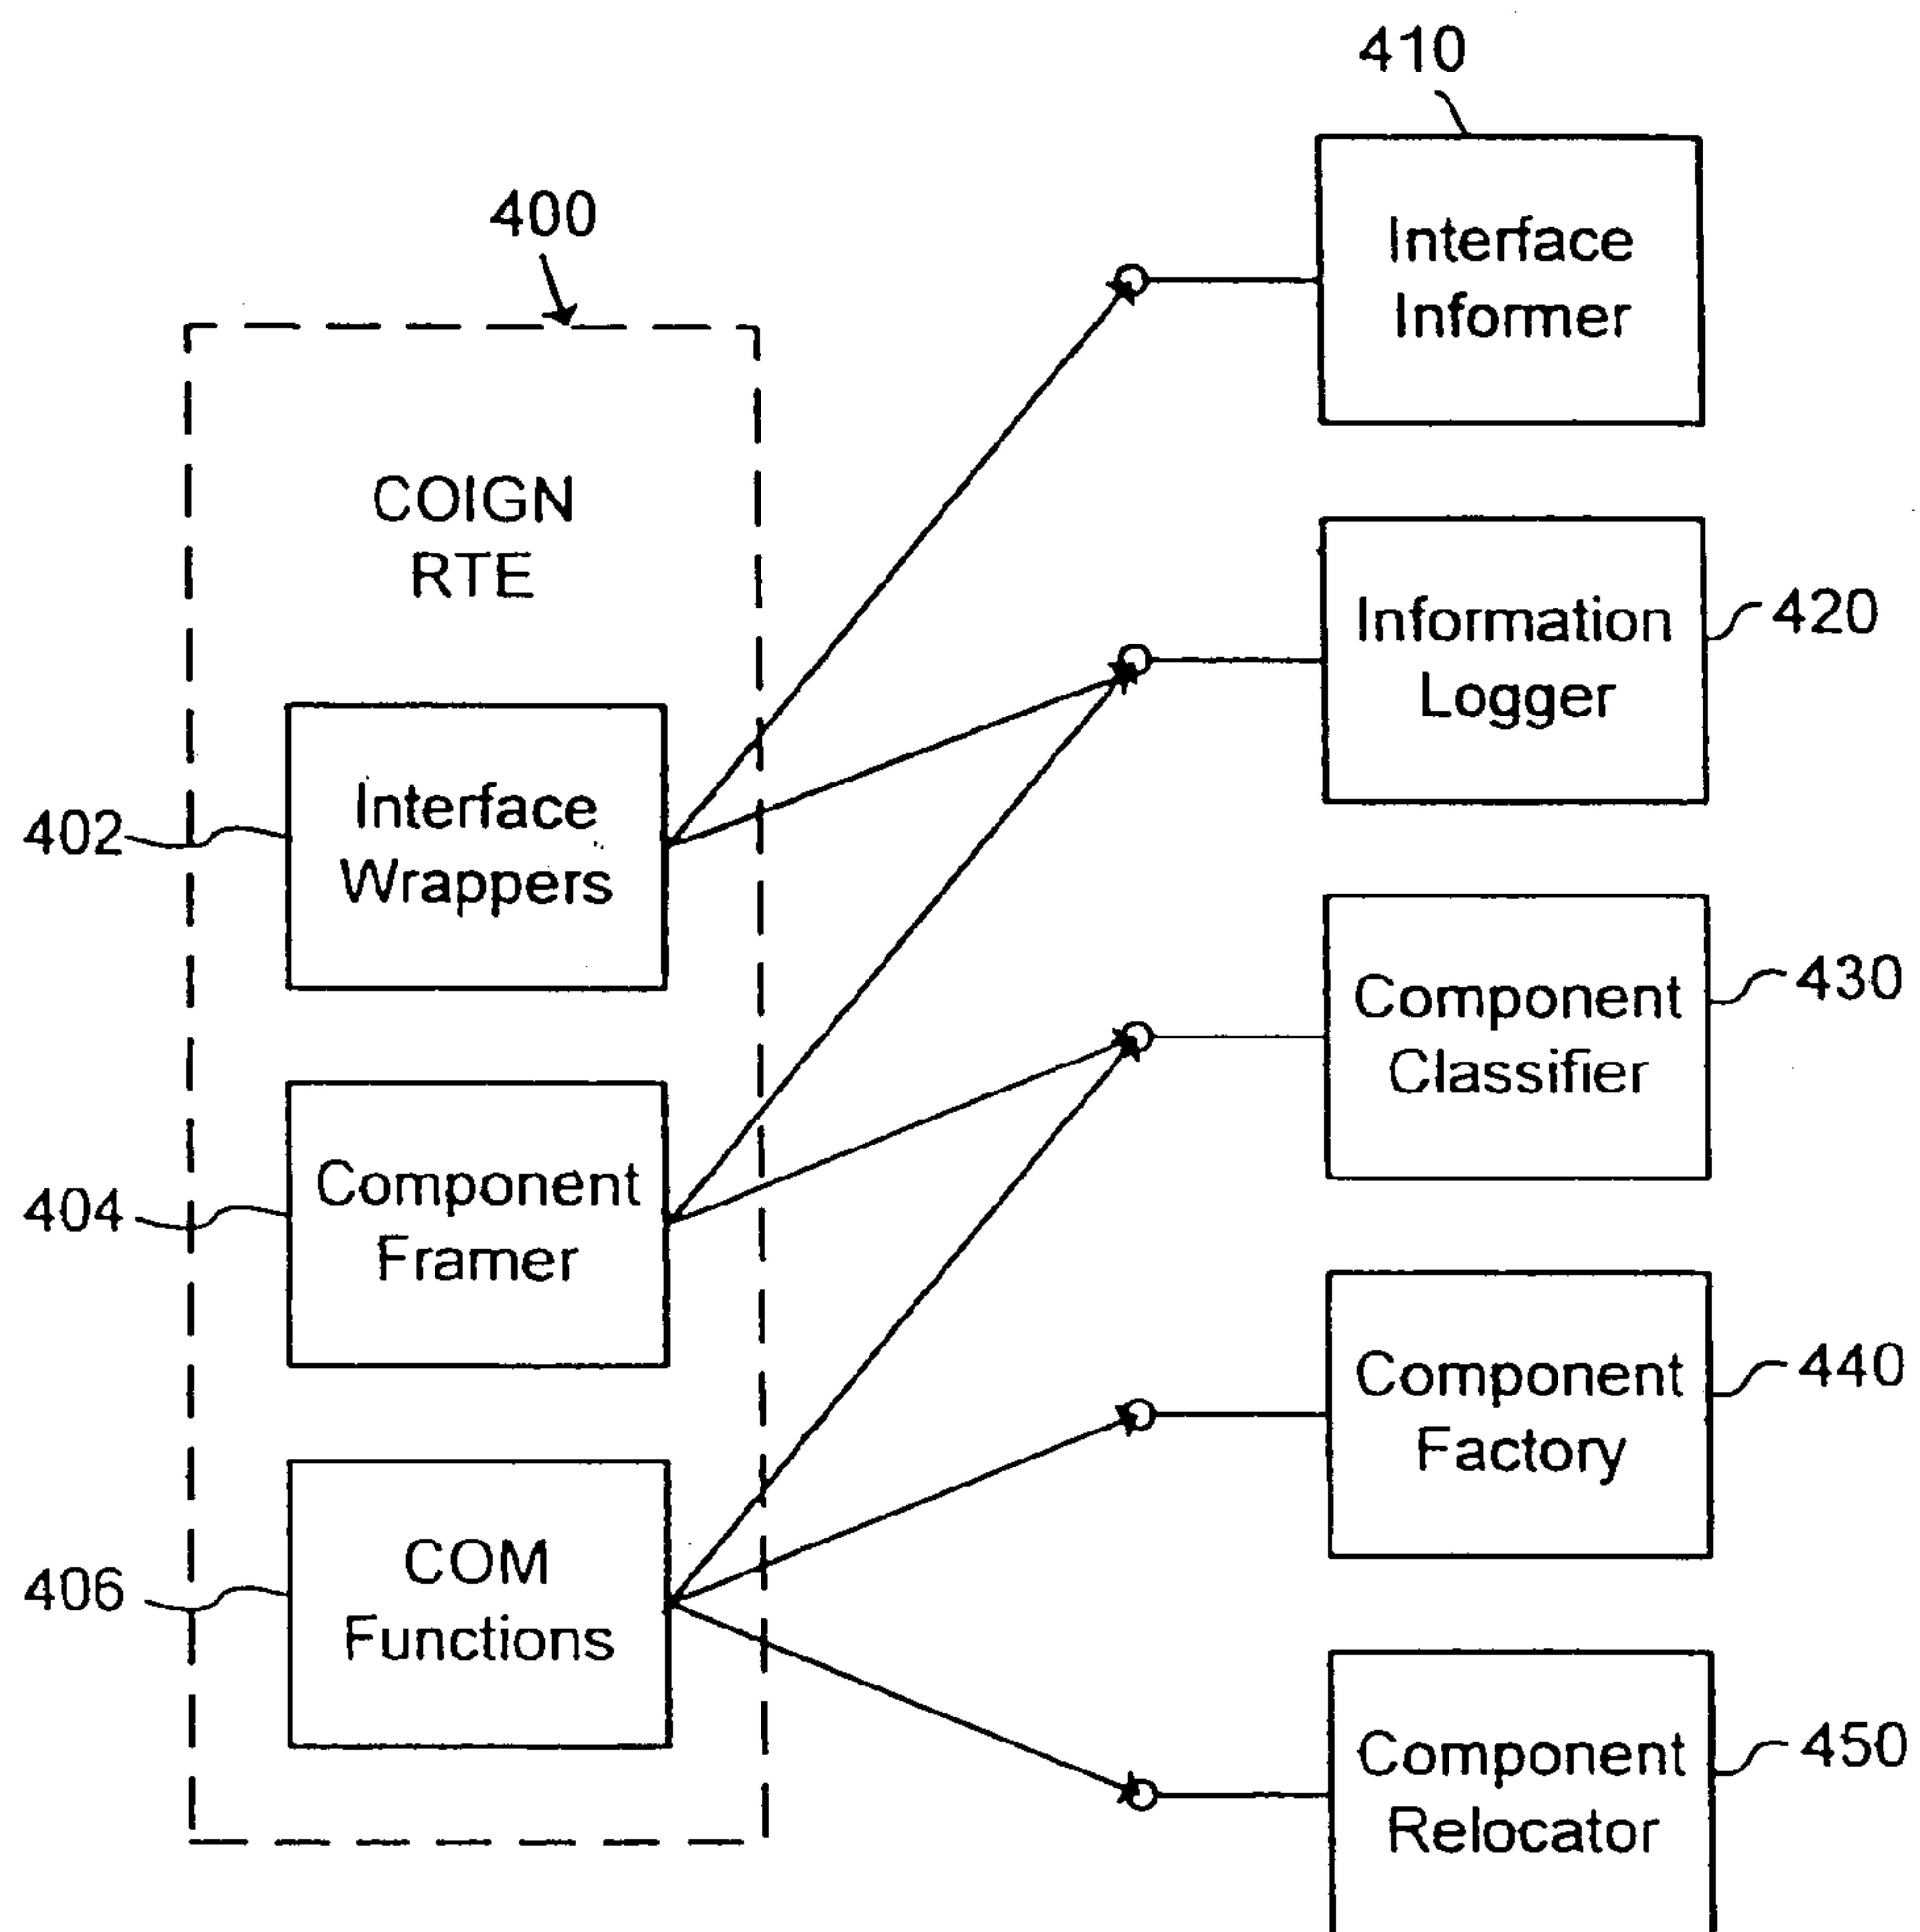 410
400
Interface
Informer
COIGN
RTE
Information
Logger
420
402
Interface
Wrappers
Component
Classifier
430
404
Component
Framer
Component
Factory
440
406
COM
Functions
Component
Relocator
450